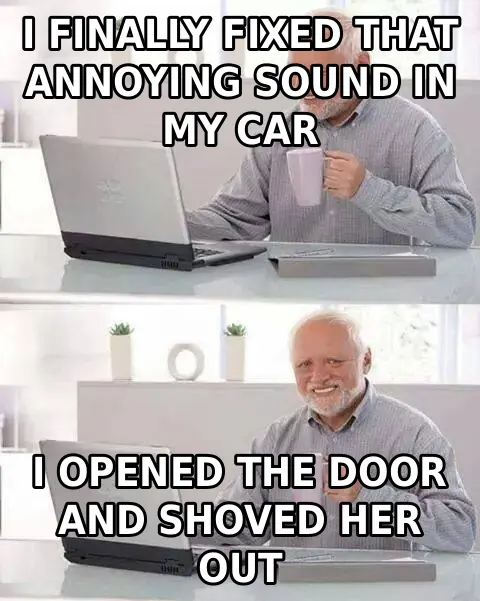 I FINALLY FIXED THAT
ANNOYING SOUND IN
MY CAR
I OPENED THE DOOR
AND SHOVED HER
OUT